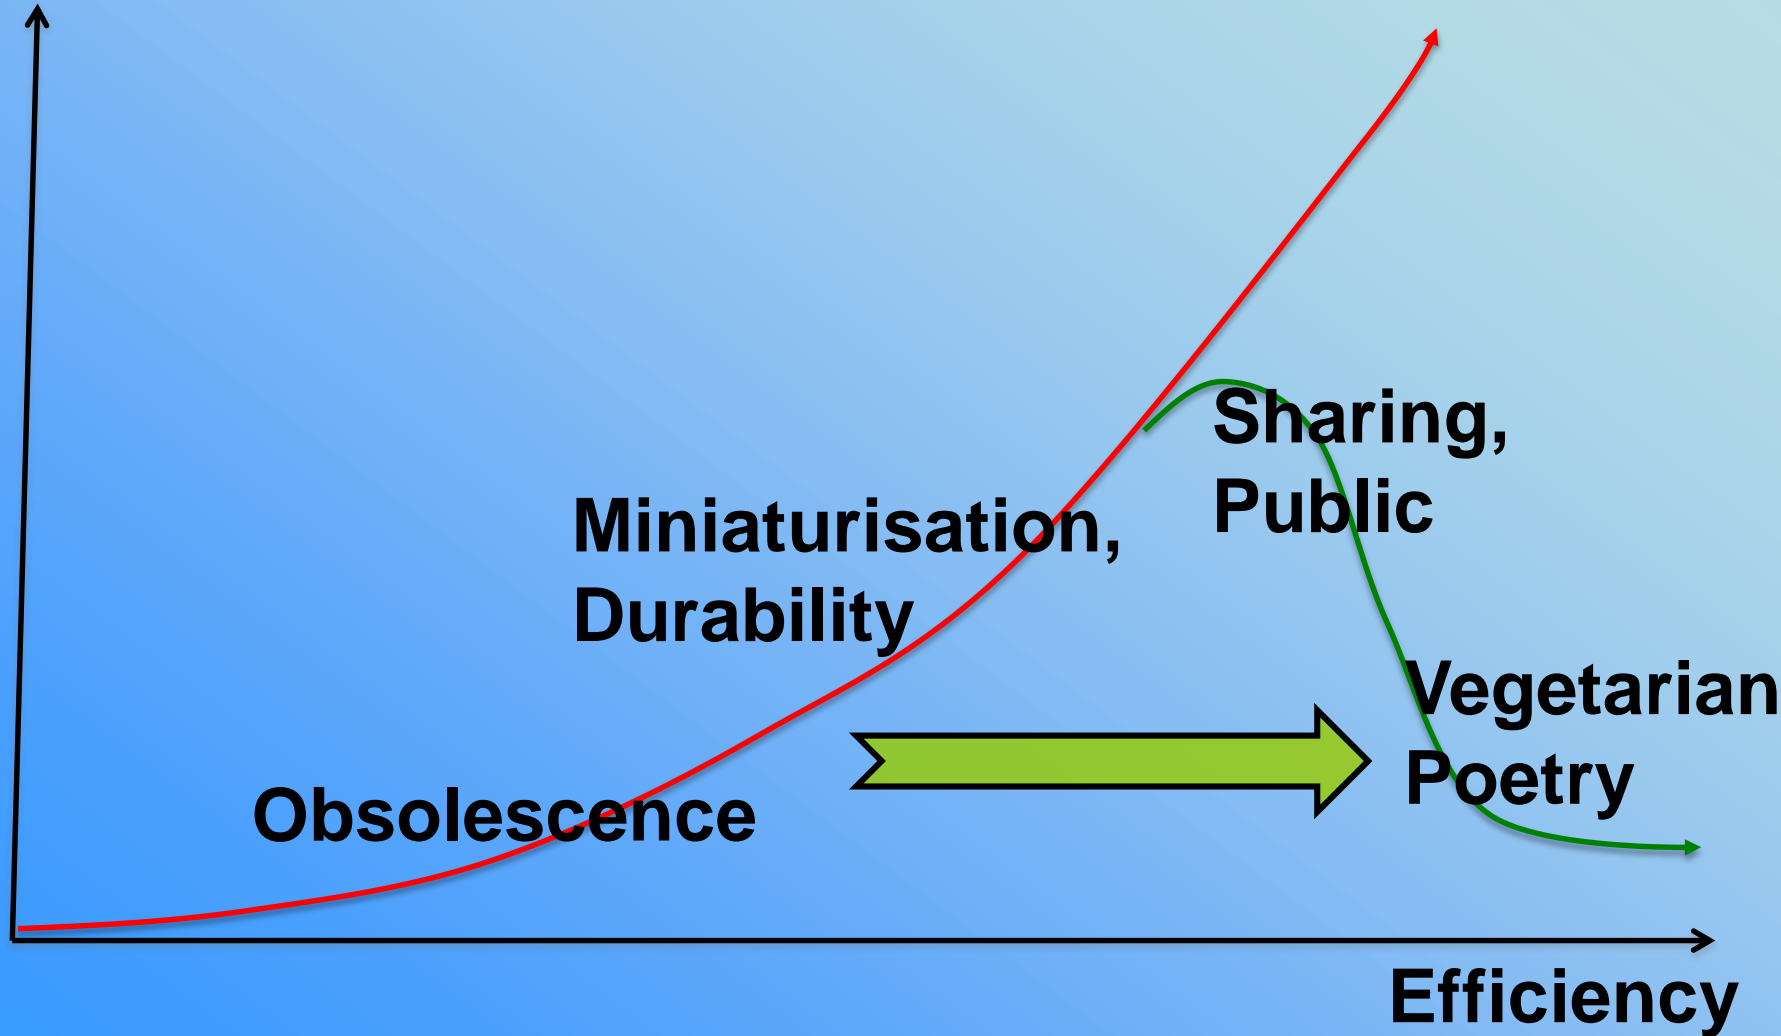 Sharing,
Public
Miniaturisation,
Durability
Vegetarian
Poetry
Obsolescence
Efficiency